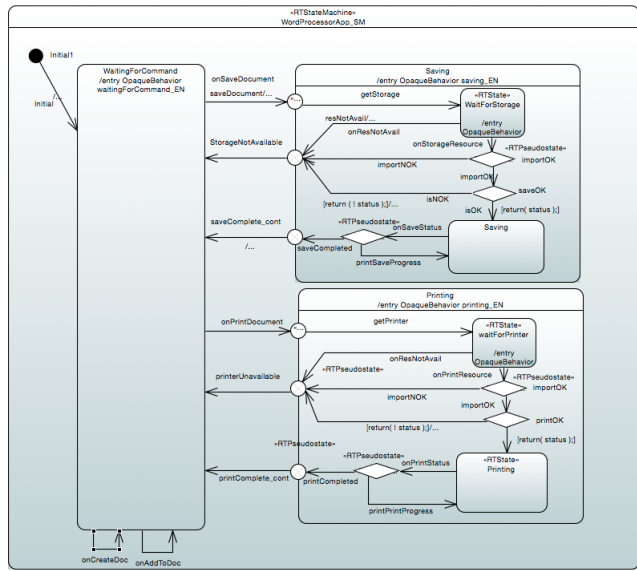 «RTStateMachine»
WordProcessorApp_SM
Initial1
/...
Initial
WaitingForCommand
/entry OpaqueBehavior
waitingForCommand_EN
onSaveDocument
saveDocument/...
StorageNotAvailable
saveComplete_cont
/...
onPrintDocument
printerUnavailable
printComplete_cont
onCreateDoc
onAddToDoc
Saving
/entry OpaqueBehavior saving_EN
"...
getStorage
«RTState»
WaitForStorage
/entry
OpaqueBehavior
resNotAvail/...
onResNotAvail
onStorageResource
«RTPseudostate»
importOK
importNOK
importOK
saveOK
isNOK
[return ( ! status );]/...
isOK
[return( status );]
«RTPseudostate»
onSaveStatus
Saving
saveCompleted
printSaveProgress
Printing
/entry OpaqueBehavior printing_EN
"...
getPrinter
«RTState»
waitForPrinter
/entry
OpaqueBehavior
onResNotAvail
«RTPseudostate»
onPrintResource
«RTPseudostate»
importOK
importNOK
importOK
printOK
[return( ! status );]/...
[return( status );]
«RTPseudostate»
«RTPseudostate»
onPrintStatus
«RTState»
Printing
printCompleted
printPrintProgress